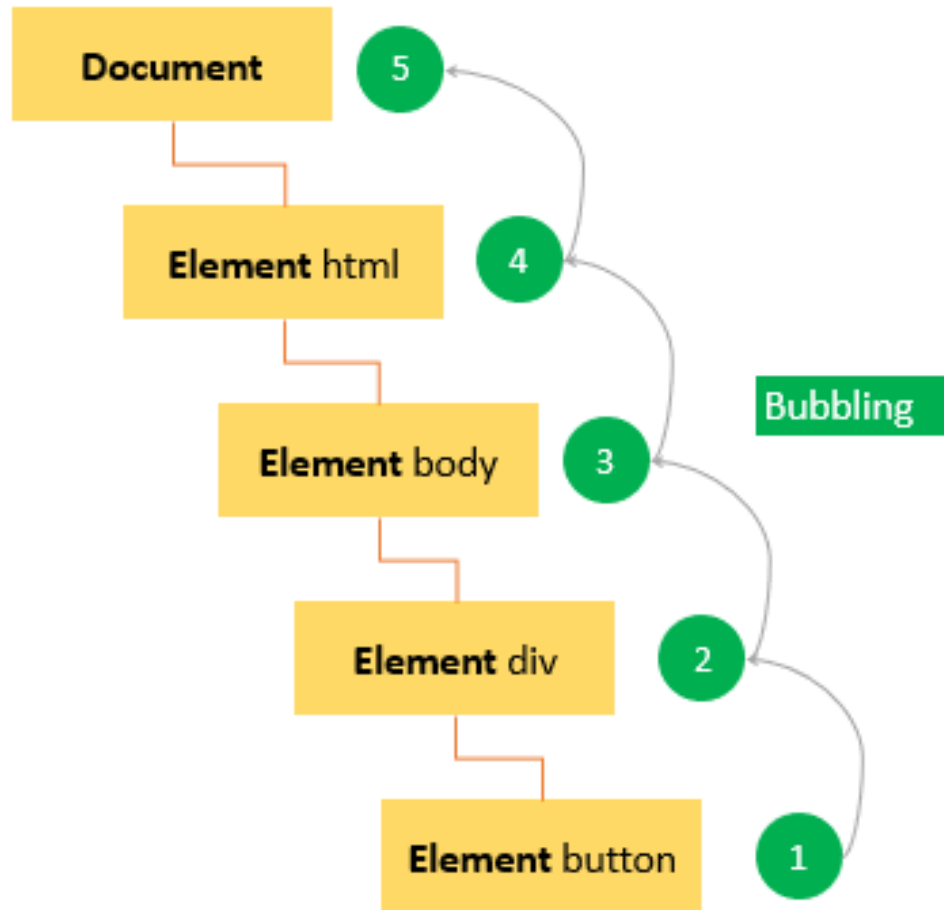 Document
5
Element html
4
Bubbling
Element body
3
Element div
2
Element button
1